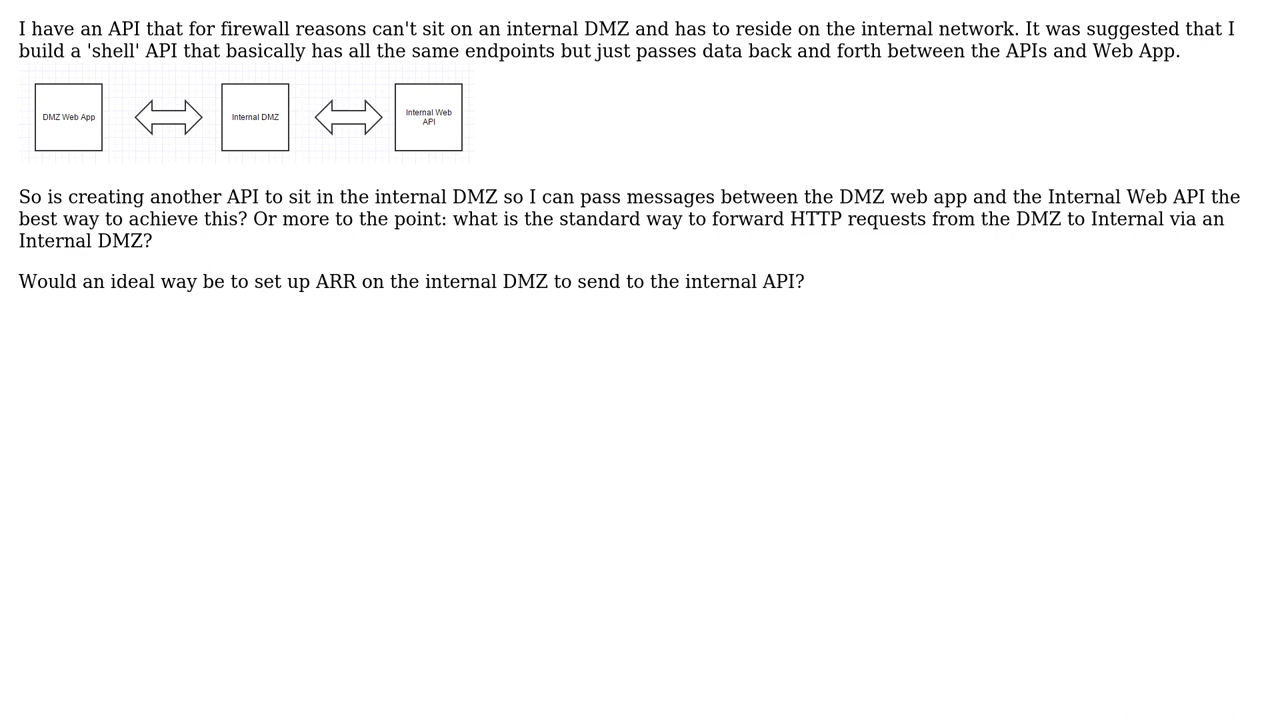 I have an API that for firewall reasons can't sit on an internal DMZ and has to reside on the internal network. It was suggested that I
build a 'shell' API that basically has all the same endpoints but just passes data back and forth between the APIs and Web App.
DMZ Web App
Internal DMZ
Internal Web
API
So is creating another API to sit in the internal DMZ so I can pass messages between the DMZ web app and the Internal Web API the
best way to achieve this? Or more to the point: what is the standard way to forward HTTP requests from the DMZ to Internal via an
Internal DMZ?
Would an ideal way be to set up ARR on the internal DMZ to send to the internal API?